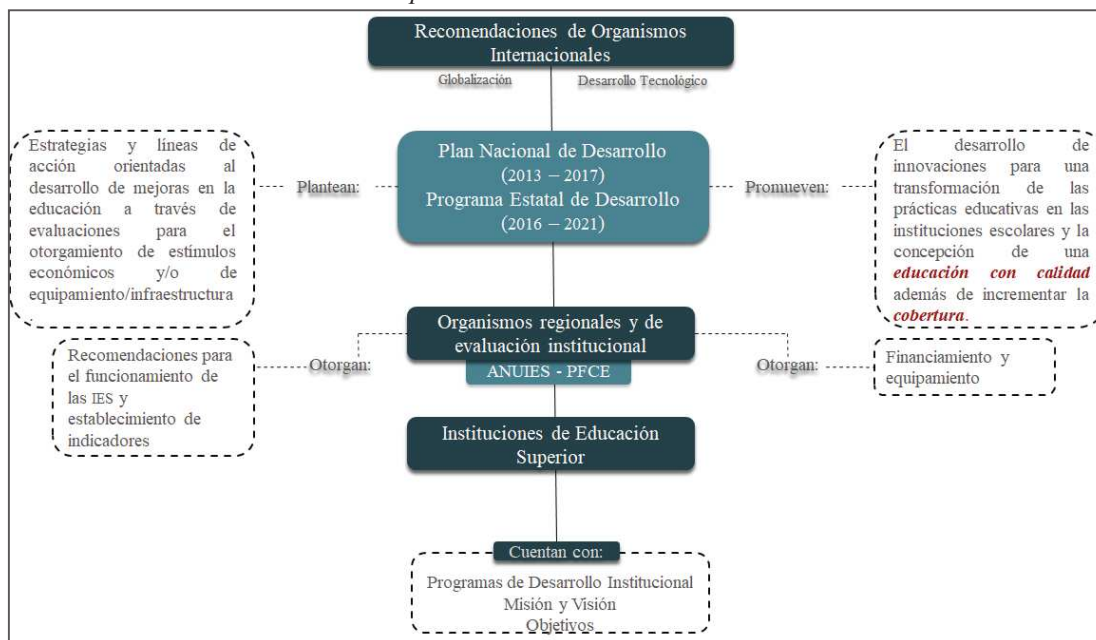 Recomendaciones de Organismos
Internacionales
Globalización
Desarrollo Tecnológico
Estrategias y líneas de
acción orientadas al
desarrollo de mejoras en la
educación a través de
evaluaciones para el
otorgamiento de estímulos
económicos y/o de
equipamiento/infraestructura
.
Plantean:
Plan Nacional de Desarrollo
(2013 – 2017)
Programa Estatal de Desarrollo
(2016 – 2021)
Promueven:
El desarrollo de
innovaciones para una
transformación de las
prácticas educativas en las
instituciones escolares y la
concepción de una
educación con calidad
además de incrementar la
cobertura.
Organismos regionales y de
evaluación institucional
ANUIES - PFCE
Otorgan:
Recomendaciones para
el funcionamiento de
las IES y
establecimiento de
indicadores
Otorgan:
Financiamiento y
equipamiento
Instituciones de Educación
Superior
Cuentan con:
Programas de Desarrollo Institucional
Misión y Visión
Objetivos